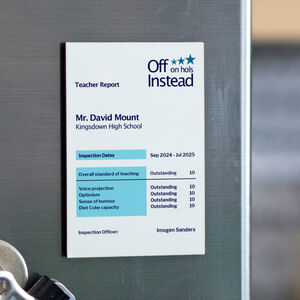 Off
on hols
Instead
Teacher Report
Mr. David Mount
Kingsdown High School
Inspection Dates Sep 2024 - Jul 2025
Overall standard of teaching Outstanding 10
Voice projection Outstanding 10
Optimism Outstanding 10
Sense of humour Outstanding 10
Diet Coke capacity Outstanding 10
Inspection Officer: Imogen Sanders